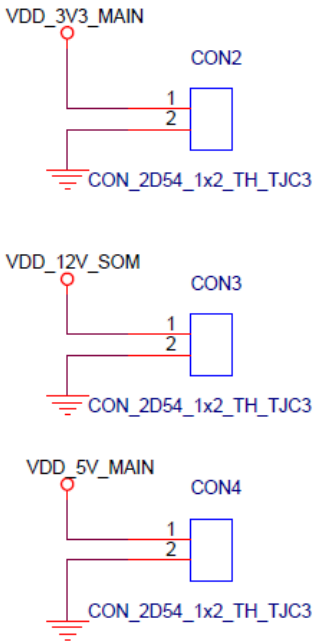 VDD_3V3_MAIN
CON2
1
2
CON_2D54_1x2_TH_TJC3
VDD_12V_SOM
CON3
1
2
CON_2D54_1x2_TH_TJC3
VDD_5V_MAIN
CON4
1
2
CON_2D54_1x2_TH_TJC3